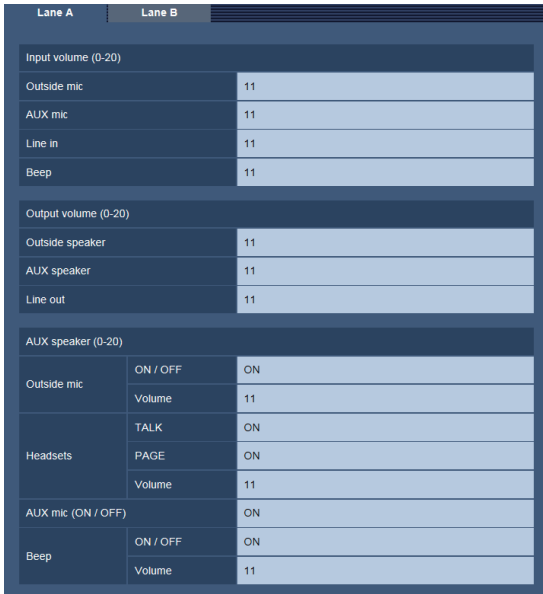 Lane A Lane B
Input volume (0-20)
Outside mic 11
AUX mic 11
Line in 11
Beep 11
Output volume (0-20)
Outside speaker 11
AUX speaker 11
Line out 11
AUX speaker (0-20)
Outside mic ON / OFF ON
Volume 11
Headsets TALK ON
PAGE ON
Volume 11
AUX mic (ON / OFF) ON
Beep ON / OFF ON
Volume 11